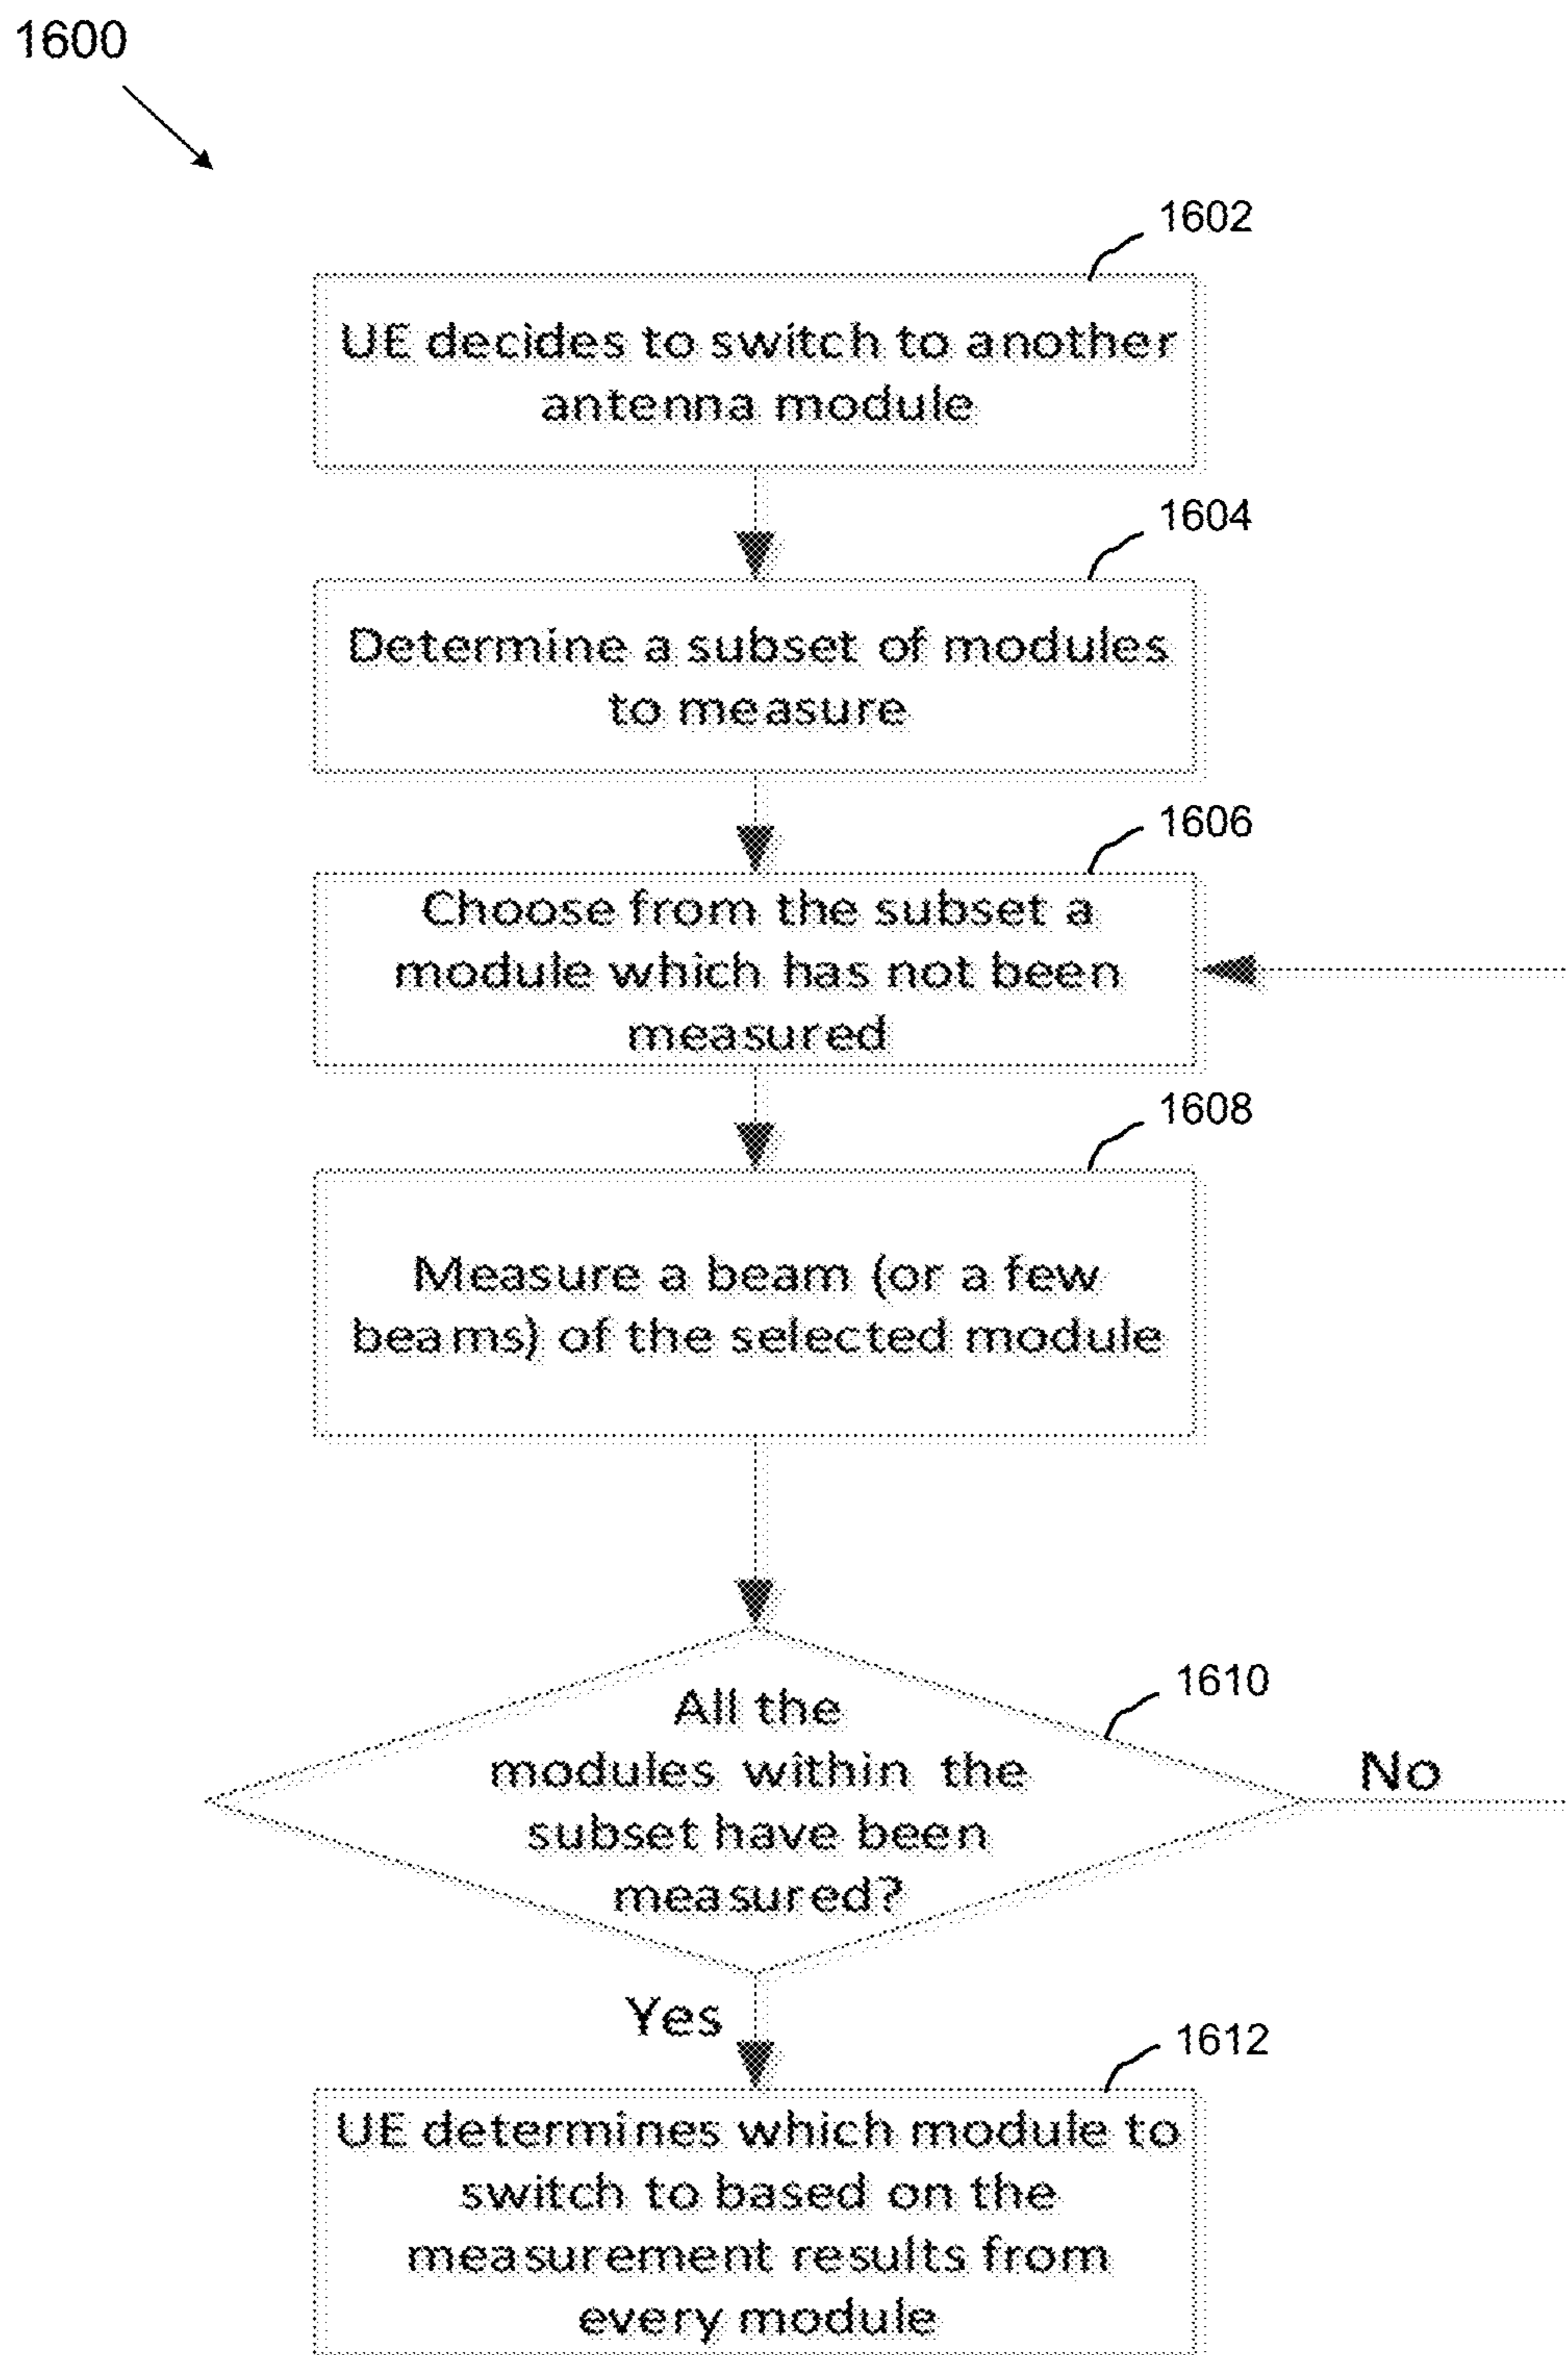 1600
1602
UE decides to switch to another
antenna module
1604
Determine a subset of modules
to measure
1606
Choose from the subset a
module which has not been
measured
1608
Measure a beam (or a few
beams) of the selected module
1610
All the
modules within the
subset have been
measured?
No
Yes
1612
UE determines which module to
switch to based on the
measurement results from
every module